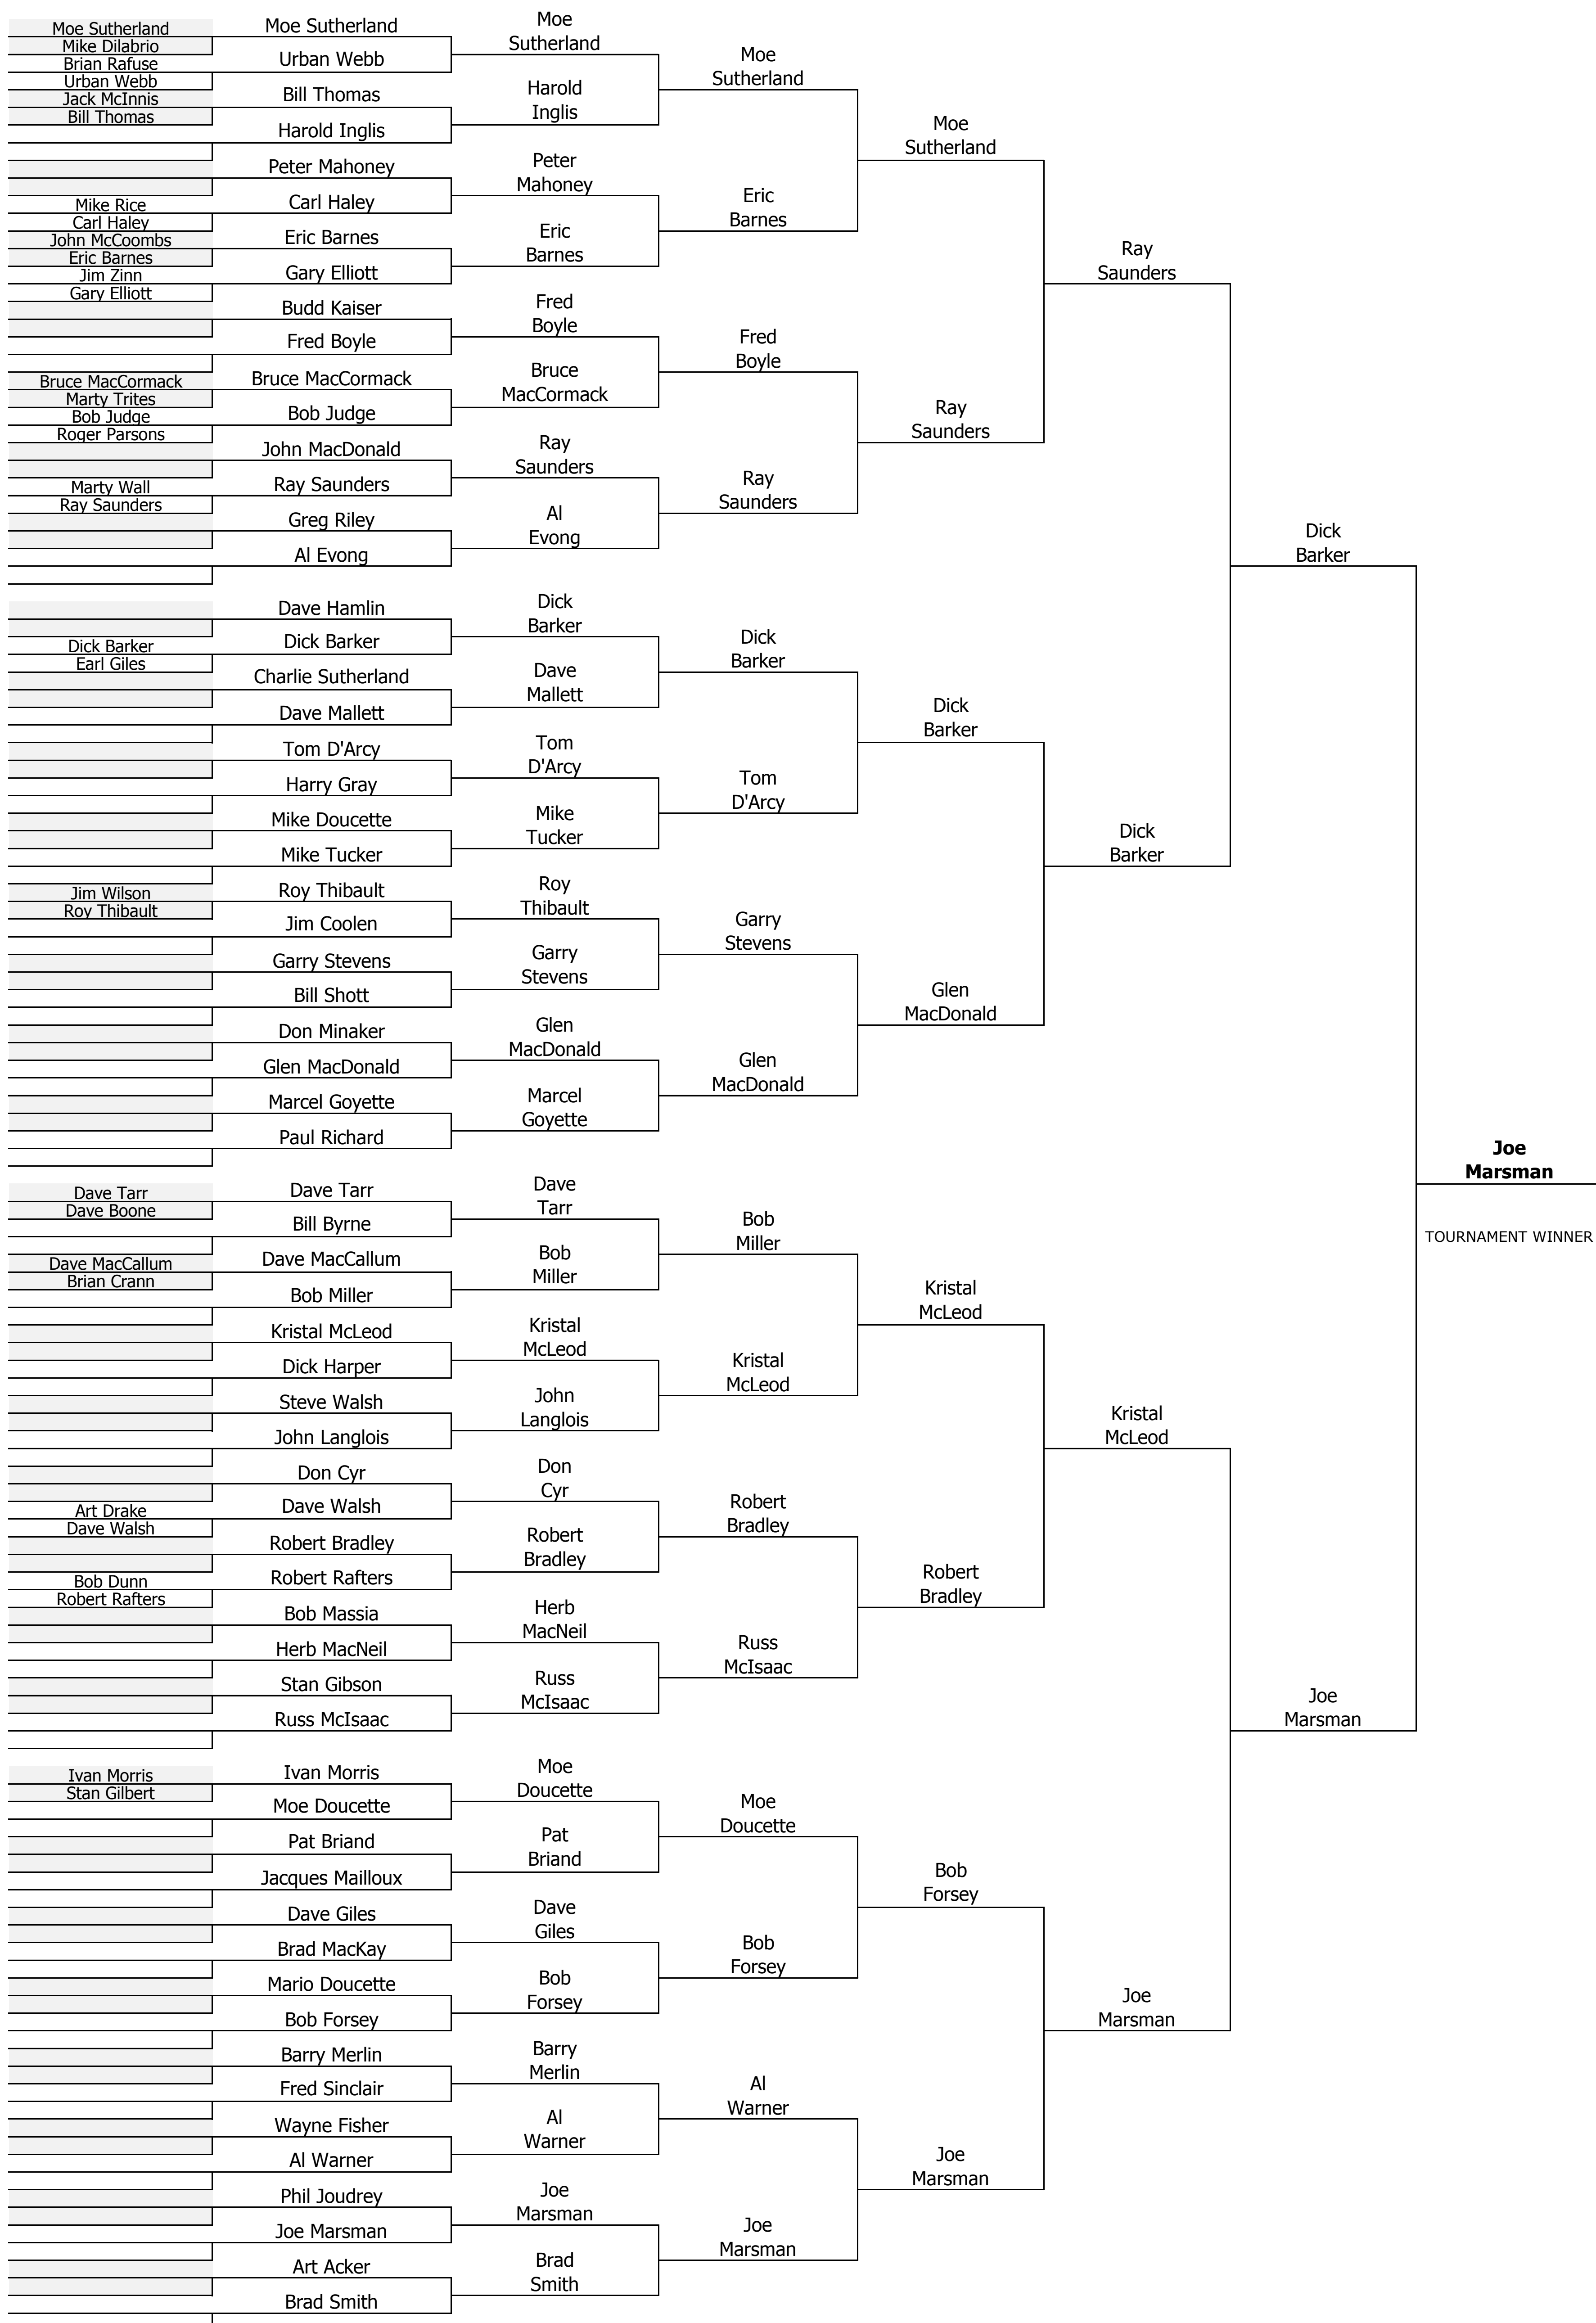 Moe Sutherland
Mike Dilabrio
Brian Rafuse
Urban Webb
Jack McInnis
Bill Thomas
Mike Rice
Carl Haley
John McCoombs
Eric Barnes
Jim Zinn
Gary Elliott
Bruce MacCormack
Marty Trites
Bob Judge
Roger Parsons
Marty Wall
Ray Saunders
Dick Barker
Earl Giles
Jim Wilson
Roy Thibault
Dave Tarr
Dave Boone
Dave MacCallum
Brian Crann
Art Drake
Dave Walsh
Bob Dunn
Robert Rafters
Ivan Morris
Stan Gilbert
Moe Sutherland
Urban Webb
Bill Thomas
Harold Inglis
Peter Mahoney
Carl Haley
Eric Barnes
Gary Elliott
Budd Kaiser
Fred Boyle
Bruce MacCormack
Bob Judge
John MacDonald
Ray Saunders
Greg Riley
Al Evong
Dave Hamlin
Dick Barker
Charlie Sutherland
Dave Mallett
Tom D'Arcy
Harry Gray
Mike Doucette
Mike Tucker
Roy Thibault
Jim Coolen
Garry Stevens
Bill Shott
Don Minaker
Glen MacDonald
Marcel Goyette
Paul Richard
Dave Tarr
Bill Byrne
Dave MacCallum
Bob Miller
Kristal McLeod
Dick Harper
Steve Walsh
John Langlois
Don Cyr
Dave Walsh
Robert Bradley
Robert Rafters
Bob Massia
Herb MacNeil
Stan Gibson
Russ McIsaac
Ivan Morris
Moe Doucette
Pat Briand
Jacques Mailloux
Dave Giles
Brad MacKay
Mario Doucette
Bob Forsey
Barry Merlin
Fred Sinclair
Wayne Fisher
Al Warner
Phil Joudrey
Joe Marsman
Art Acker
Brad Smith
Moe
Sutherland
Harold
Inglis
Peter
Mahoney
Eric
Barnes
Fred
Boyle
Bruce
MacCormack
Ray
Saunders
Al
Evong
Dick
Barker
Dave
Mallett
Tom
D'Arcy
Mike
Tucker
Roy
Thibault
Garry
Stevens
Glen
MacDonald
Marcel
Goyette
Dave
Tarr
Bob
Miller
Kristal
McLeod
John
Langlois
Don
Cyr
Robert
Bradley
Herb
MacNeil
Russ
McIsaac
Moe
Doucette
Pat
Briand
Dave
Giles
Bob
Forsey
Barry
Merlin
Al
Warner
Joe
Marsman
Brad
Smith
Moe
Sutherland
Eric
Barnes
Fred
Boyle
Ray
Saunders
Dick
Barker
Tom
D'Arcy
Garry
Stevens
Glen
MacDonald
Bob
Miller
Kristal
McLeod
Robert
Bradley
Russ
McIsaac
Moe
Doucette
Bob
Forsey
Al
Warner
Joe
Marsman
Moe
Sutherland
Ray
Saunders
Dick
Barker
Glen
MacDonald
Kristal
McLeod
Robert
Bradley
Bob
Forsey
Joe
Marsman
Ray
Saunders
Dick
Barker
Kristal
McLeod
Joe
Marsman
Dick
Barker
Joe
Marsman
Joe
Marsman
TOURNAMENT WINNER